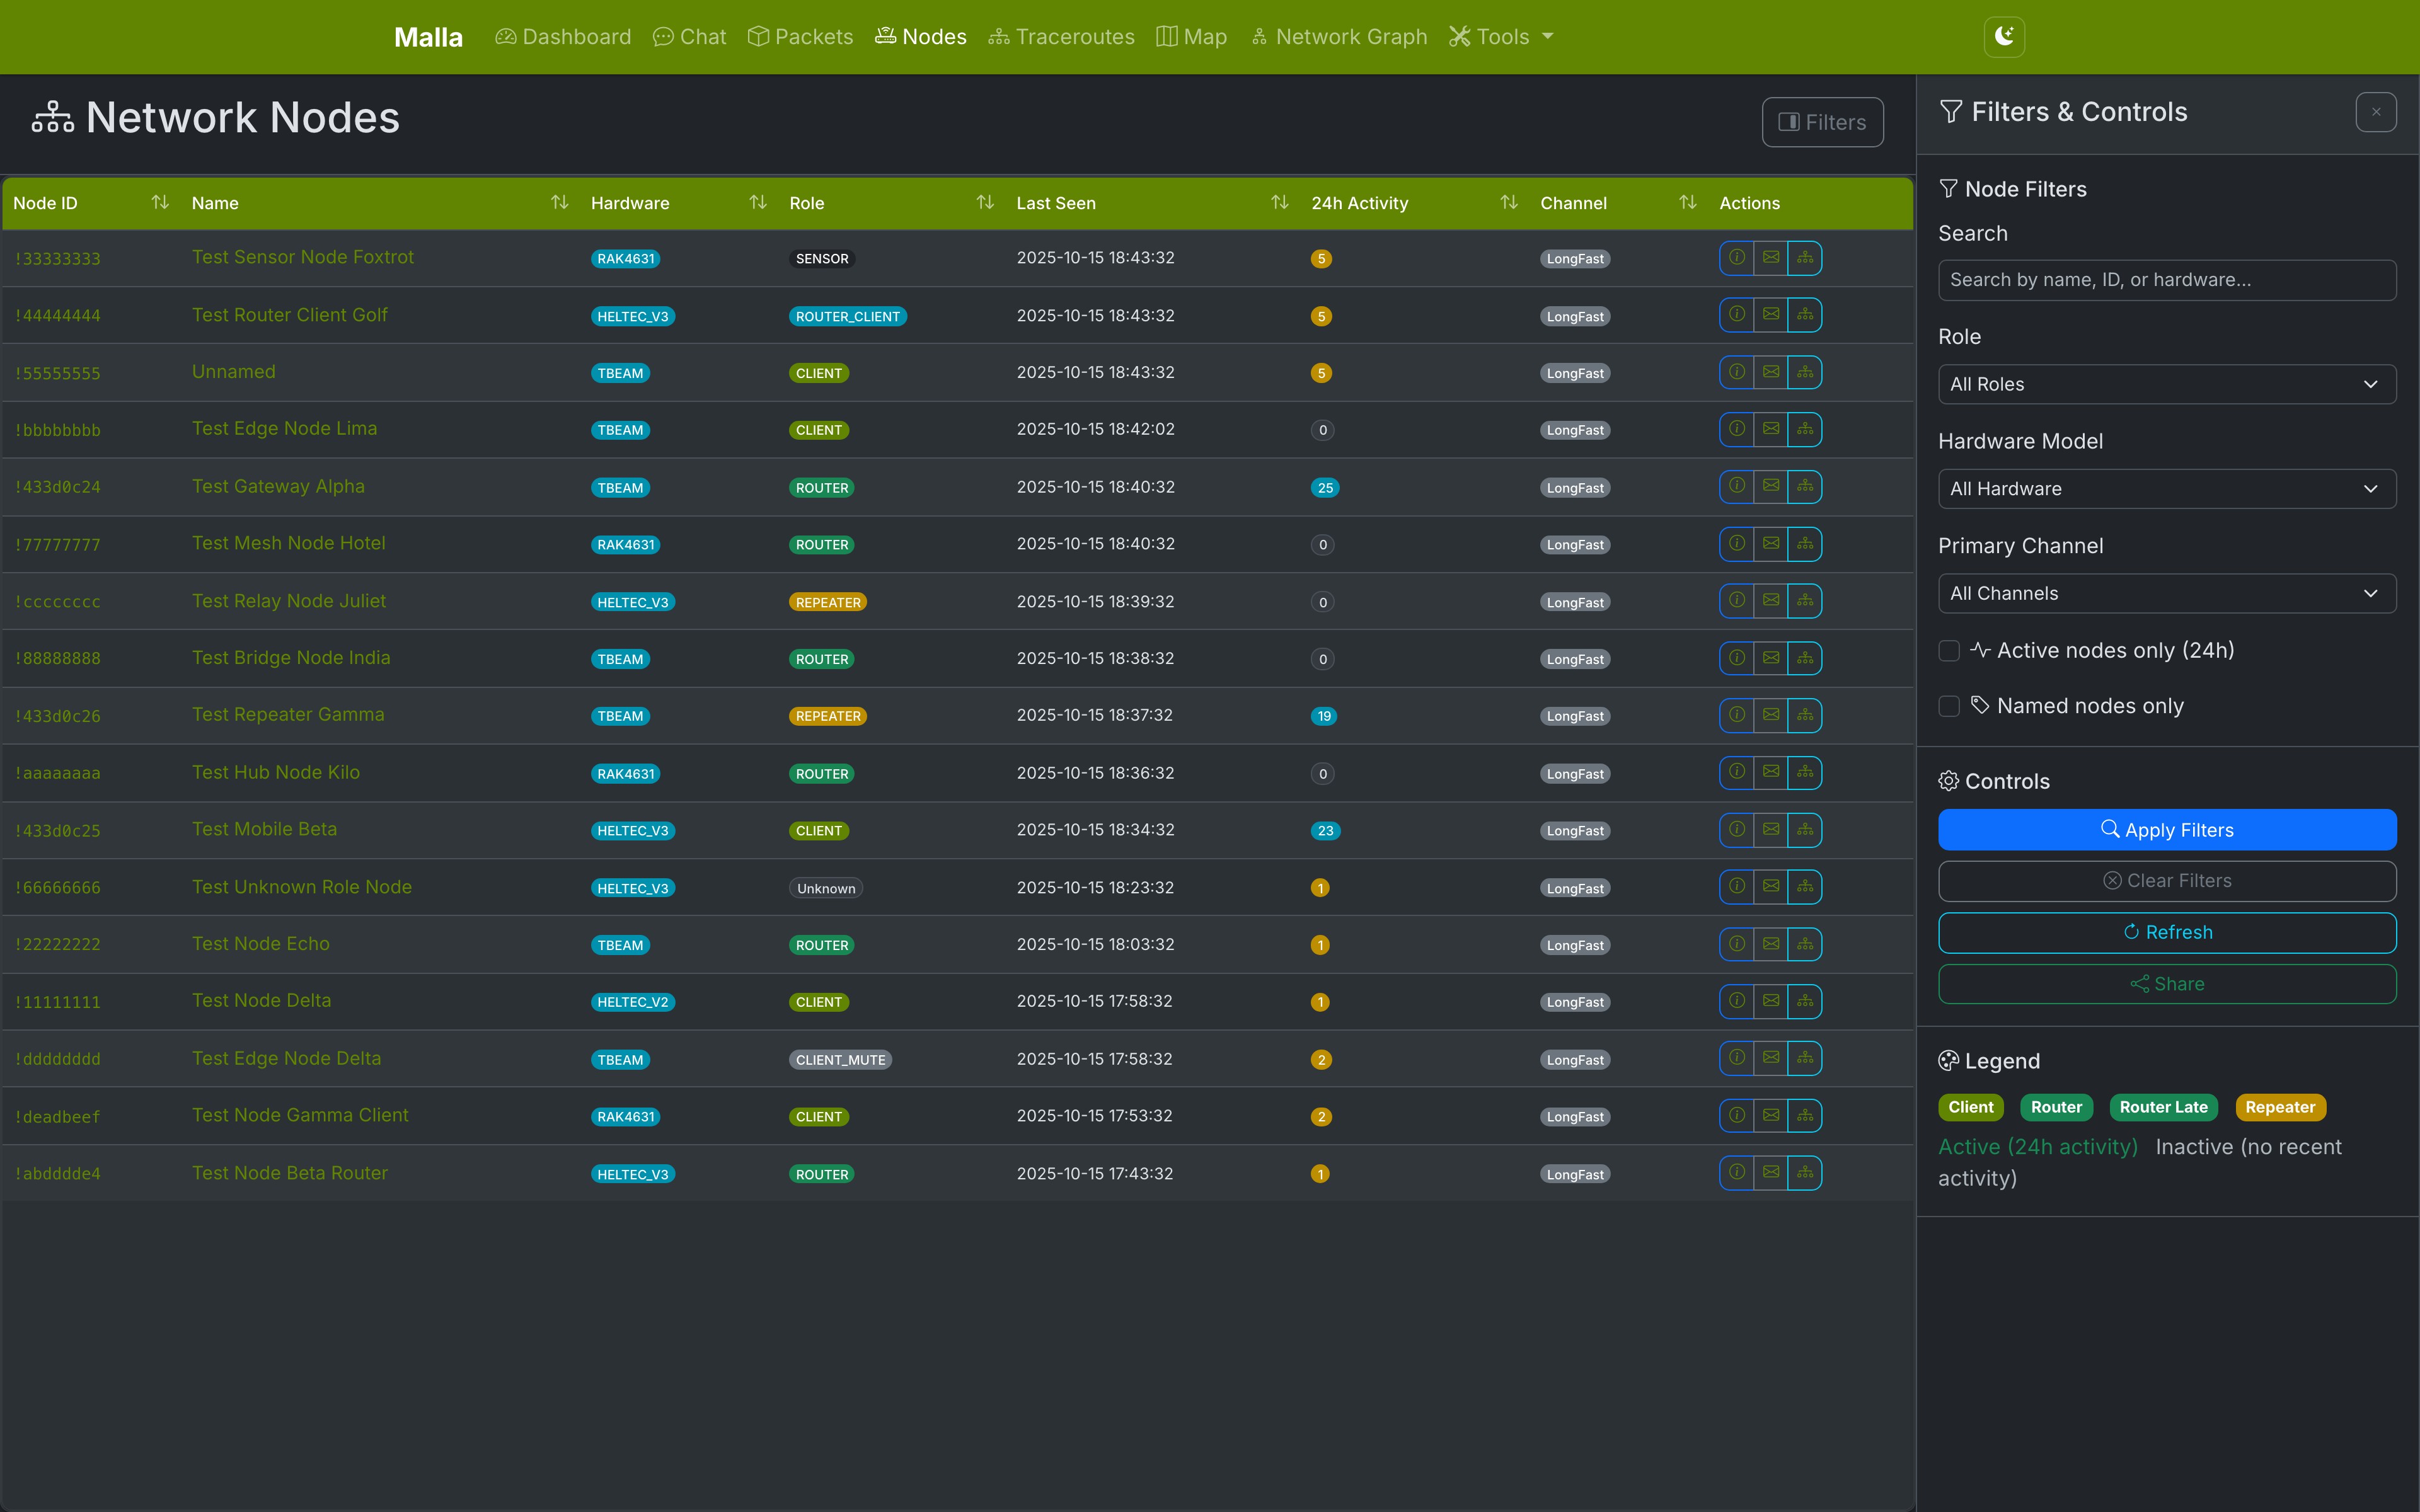 Malla Dashboard Chat Packets Nodes Traceroutes Map Network Graph Tools
Network Nodes Filters
Node ID Name Hardware Role Last Seen 24h Activity Channel Actions
!33333333 Test Sensor Node Foxtrot RAK4631 SENSOR 2025-10-15 18:43:32 5 LongFast
!44444444 Test Router Client Golf HELTEC_V3 ROUTER_CLIENT 2025-10-15 18:43:32 5 LongFast
!55555555 Unnamed TBEAM CLIENT 2025-10-15 18:43:32 5 LongFast
!bbbbbbbb Test Edge Node Lima TBEAM CLIENT 2025-10-15 18:42:02 0 LongFast
!433d0c24 Test Gateway Alpha TBEAM ROUTER 2025-10-15 18:40:32 25 LongFast
!77777777 Test Mesh Node Hotel RAK4631 ROUTER 2025-10-15 18:40:32 0 LongFast
!cccccccc Test Relay Node Juliet HELTEC_V3 REPEATER 2025-10-15 18:39:32 0 LongFast
!88888888 Test Bridge Node India TBEAM ROUTER 2025-10-15 18:38:32 0 LongFast
!433d0c26 Test Repeater Gamma TBEAM REPEATER 2025-10-15 18:37:32 19 LongFast
!aaaaaaaa Test Hub Node Kilo RAK4631 ROUTER 2025-10-15 18:36:32 0 LongFast
!433d0c25 Test Mobile Beta HELTEC_V3 CLIENT 2025-10-15 18:34:32 23 LongFast
!66666666 Test Unknown Role Node HELTEC_V3 Unknown 2025-10-15 18:23:32 1 LongFast
!22222222 Test Node Echo TBEAM ROUTER 2025-10-15 18:03:32 1 LongFast
!11111111 Test Node Delta HELTEC_V2 CLIENT 2025-10-15 17:58:32 1 LongFast
!dddddddd Test Edge Node Delta TBEAM CLIENT_MUTE 2025-10-15 17:58:32 2 LongFast
!deadbeef Test Node Gamma Client RAK4631 CLIENT 2025-10-15 17:53:32 2 LongFast
!abdddde4 Test Node Beta Router HELTEC_V3 ROUTER 2025-10-15 17:43:32 1 LongFast
Filters & Controls
Node Filters
Search
Search by name, ID, or hardware...
Role
All Roles
Hardware Model
All Hardware
Primary Channel
All Channels
Active nodes only (24h)
Named nodes only
Controls
Apply Filters
Clear Filters
Refresh
Share
Legend
Client Router Router Late Repeater
Active (24h activity) Inactive (no recent
activity)